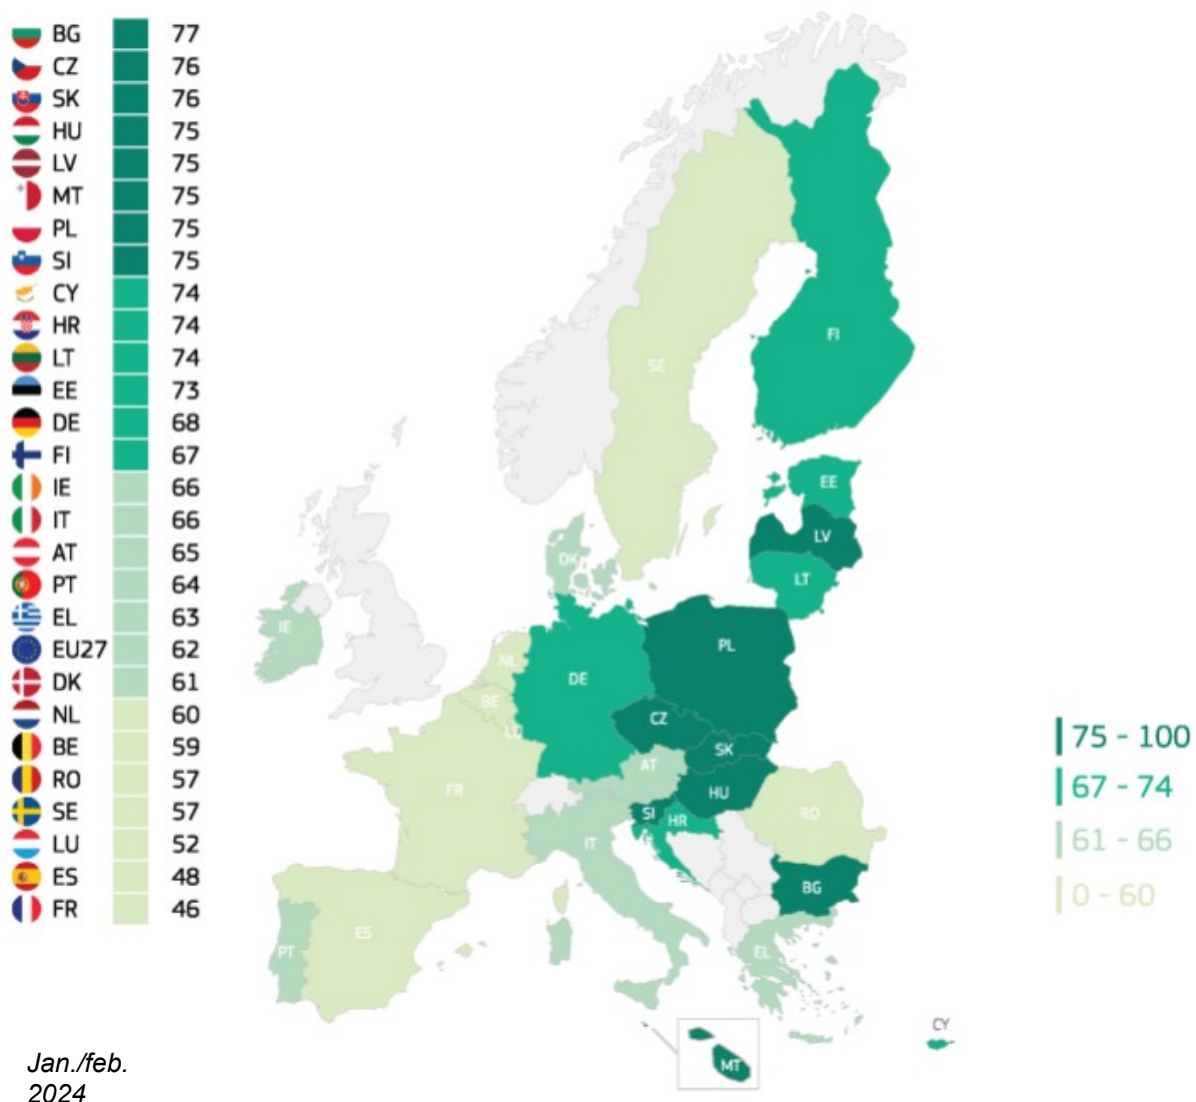 BG 77
CZ 76
SK 76
HU 75
LV 75
MT 75
PL 75
SI 75
CY 74
HR 74
LT 74
EE 73
DE 68
FI 67
IE 66
IT 66
AT 65
PT 64
EL 63
EU27 62
DK 61
NL 60
BE 59
RO 57
SE 57
LU 52
ES 48
FR 46
Jan./feb.
2024
FI
SE
EE
LV
LT
DK
IE
PL
NL
DE
BE
CZ
LU
SK
AT
FR
HU
SI
HR
RO
IT
BG
ES
PT
EL
CY
MT
75 - 100
67 - 74
61 - 66
0 - 60